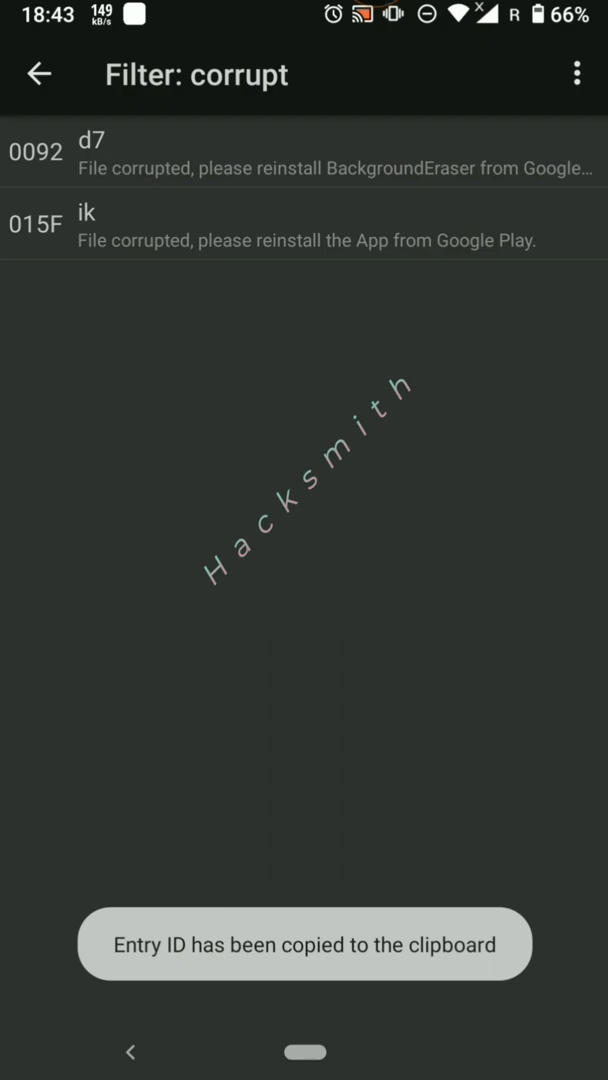 18:43 149 kB/s R 66%
Filter: corrupt
0092 d7
File corrupted, please reinstall BackgroundEraser from Google…
015F ik
File corrupted, please reinstall the App from Google Play.
Hacksmith
Entry ID has been copied to the clipboard